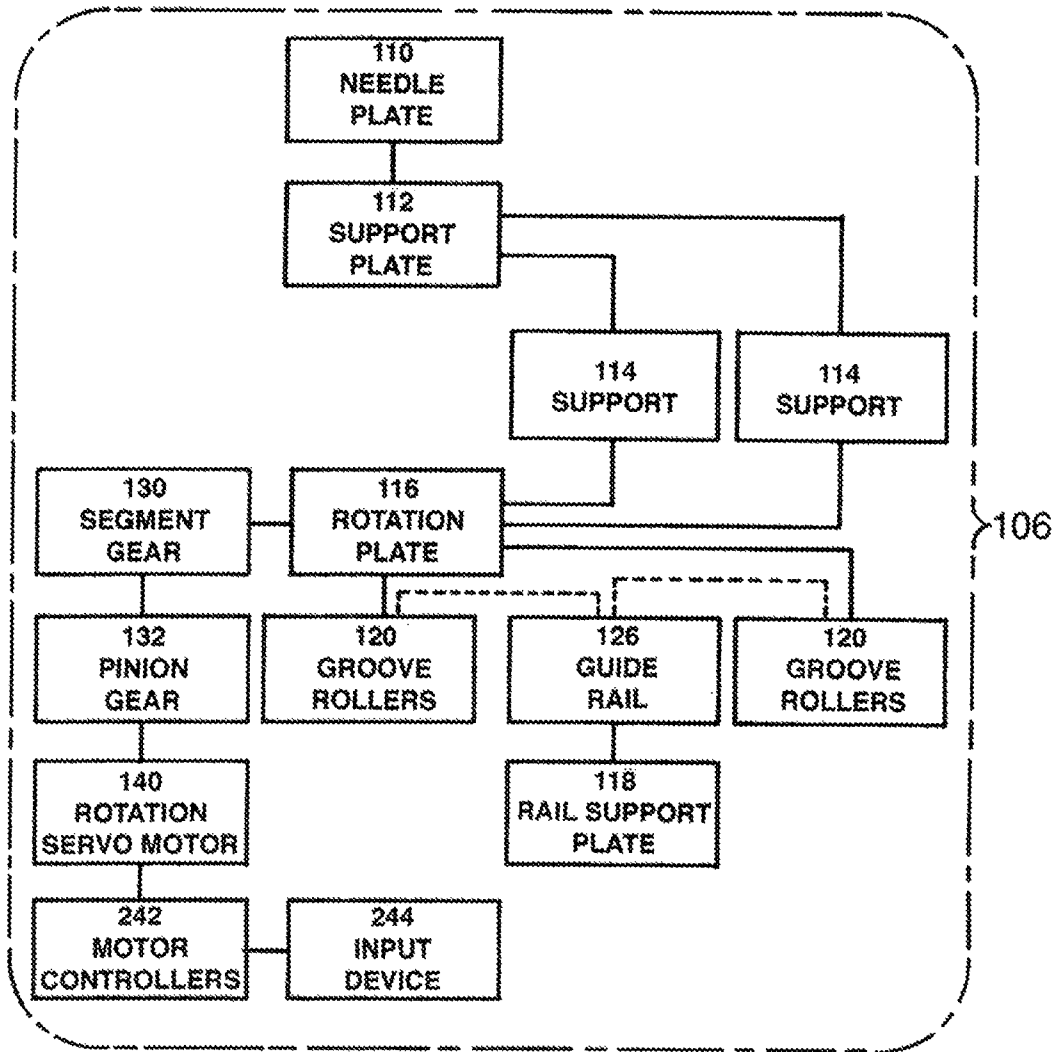 110
NEEDLE
PLATE
112
SUPPORT
PLATE
114
SUPPORT
114
SUPPORT
130
SEGMENT
GEAR
116
ROTATION
PLATE
106
132
PINION
GEAR
120
GROOVE
ROLLERS
126
GUIDE
RAIL
120
GROOVE
ROLLERS
140
ROTATION
SERVO MOTOR
118
RAIL SUPPORT
PLATE
242
MOTOR
CONTROLLERS
244
INPUT
DEVICE